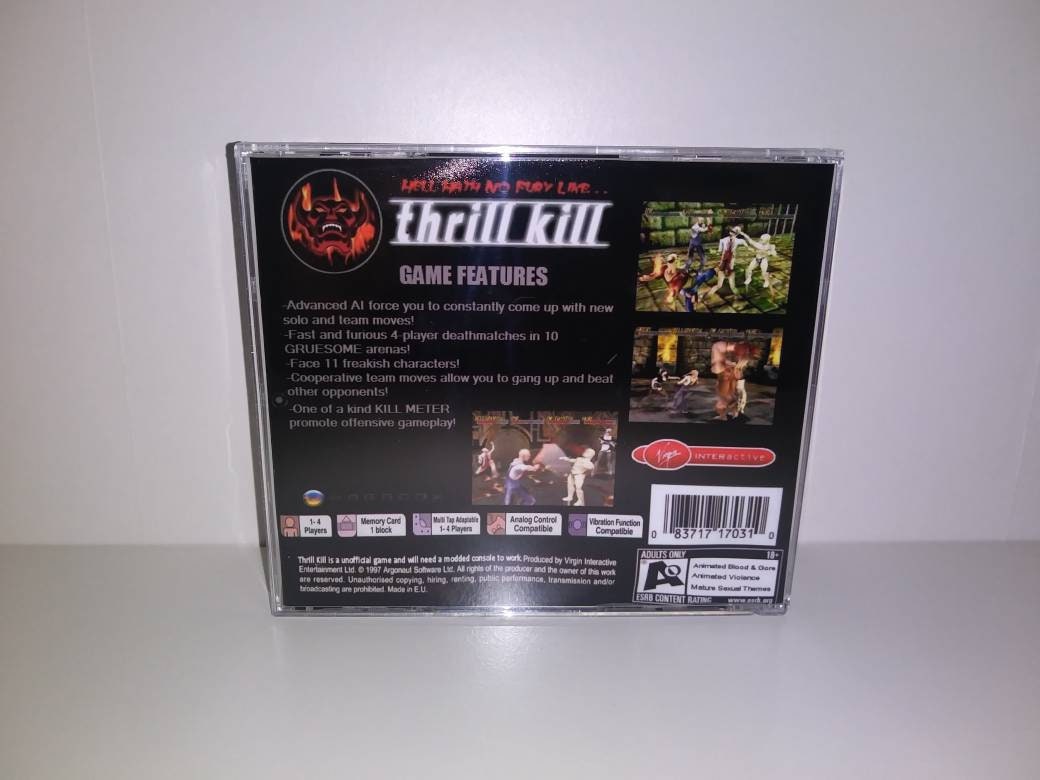 HELL HATH NO FURY LIKE...
thrill kill
GAME FEATURES
-Advanced AI force you to constantly come up with new
solo and team moves!
-Fast and furious 4-player deathmatches in 10
GRUESOME arenas!
-Face 11 freakish characters!
-Cooperative team moves allow you to gang up and beat
other opponents!
-One of a kind KILL METER
promote offensive gameplay!
Virgin INTERactive
1- 4
Players
Memory Card
1 block
Multi Tap Adaptable
1- 4 Players
Analog Control
Compatible
Vibration Function
Compatible
0 83717 17031 0
Thrill Kill is a unofficial game and will need a modded console to work. Produced by Virgin Interactive
Entertainment Ltd. © 1997 Argonaut Software Ltd. All rights of the producer and the owner of this work
are reserved. Unauthorised copying, hiring, renting, public performance, transmission and/or
broadcasting are prohibited. Made in E.U.
ADULTS ONLY 18+
AO
Animated Blood & Gore
Animated Violence
Mature Sexual Themes
ESRB CONTENT RATING www.esrb.org